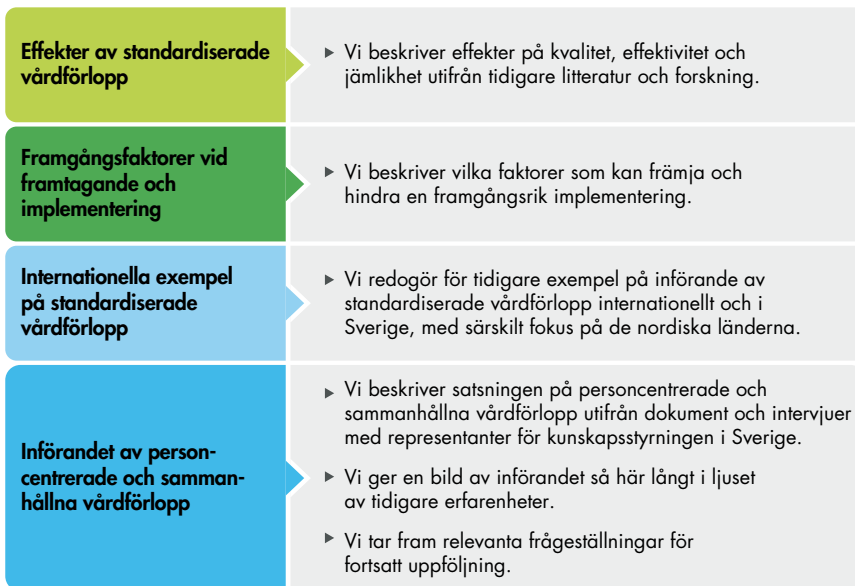 Effekter av standardiserade
vårdförlopp
▶ Vi beskriver effekter på kvalitet, effektivitet och
jämlikhet utifrån tidigare litteratur och forskning.
Framgångsfaktorer vid
framtagande och
implementering
▶ Vi beskriver vilka faktorer som kan främja och
hindra en framgångsrik implementering.
Internationella exempel
på standardiserade
vårdförlopp
▶ Vi redogör för tidigare exempel på införande av
standardiserade vårdförlopp internationellt och i
Sverige, med särskilt fokus på de nordiska länderna.
Införandet av person-
centrerade och samman-
hållna vårdförlopp
▶ Vi beskriver satsningen på personcentrerade och
sammanhållna vårdförlopp utifrån dokument och intervjuer
med representanter för kunskapsstyrningen i Sverige.
▶ Vi ger en bild av införandet så här långt i ljuset
av tidigare erfarenheter.
▶ Vi tar fram relevanta frågeställningar för
fortsatt uppföljning.